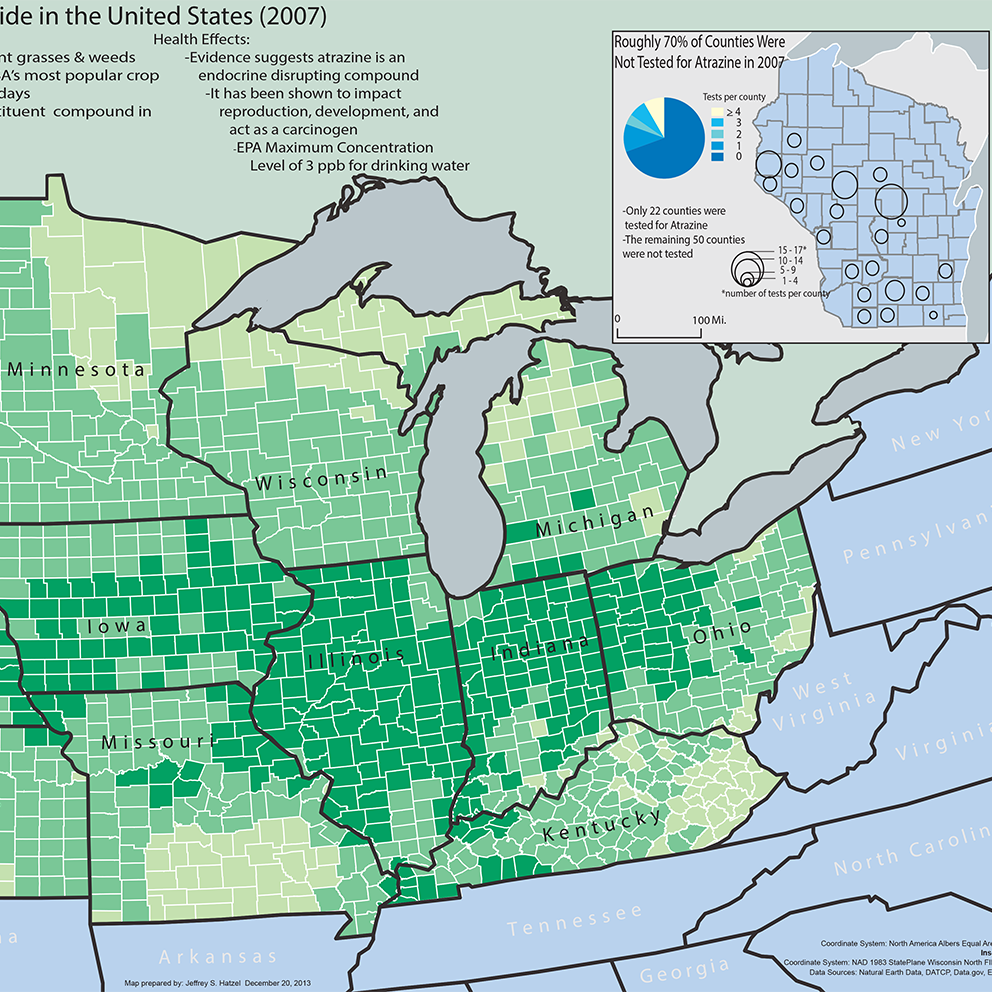 ide in the United States (2007)
Health Effects:
nt grasses & weeds
-Evidence suggests atrazine is an
A's most popular crop
endocrine disrupting compound
days
-It has been shown to impact
tituent compound in
reproduction, development, and
act as a carcinogen
-EPA Maximum Concentration
Level of 3 ppb for drinking water
Roughly 70% of Counties Were
Not Tested for Atrazine in 2007
Tests per county
≥ 4
3
2
1
0
-Only 22 counties were
tested for Atrazine
-The remaining 50 counties
were not tested
15 - 17*
10 - 14
5 - 9
1 - 4
*number of tests per county
0 100 Mi.
Minnesota
Wisconsin
Michigan
New Yor
Pennsylvani
Iowa
Illinois
Indiana
Ohio
West
Virginia
Virginia
Missouri
Kentucky
North Carolin
Tennessee
a
Arkansas
Georgia
Coordinate System: North America Albers Equal Are
Ins
Coordinate System: NAD 1983 StatePlane Wisconsin North FI
Data Sources: Natural Earth Data, DATCP, Data.gov, E
Map prepared by: Jeffrey S. Hatzel December 20, 2013